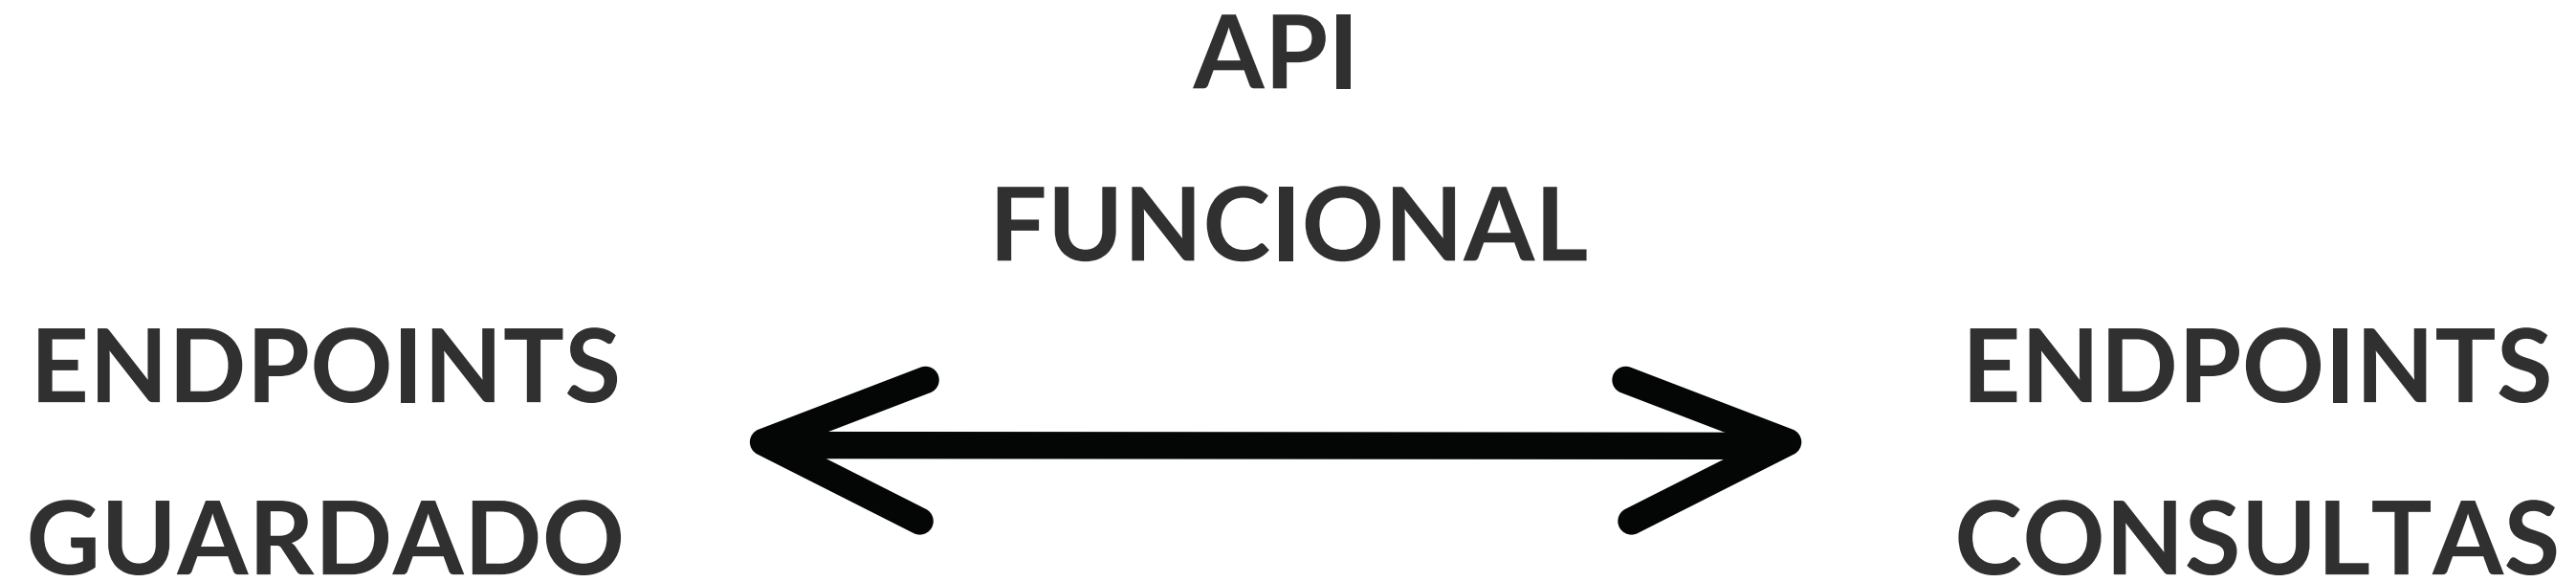 API
FUNCIONAL
ENDPOINTS
GUARDADO
ENDPOINTS
CONSULTAS